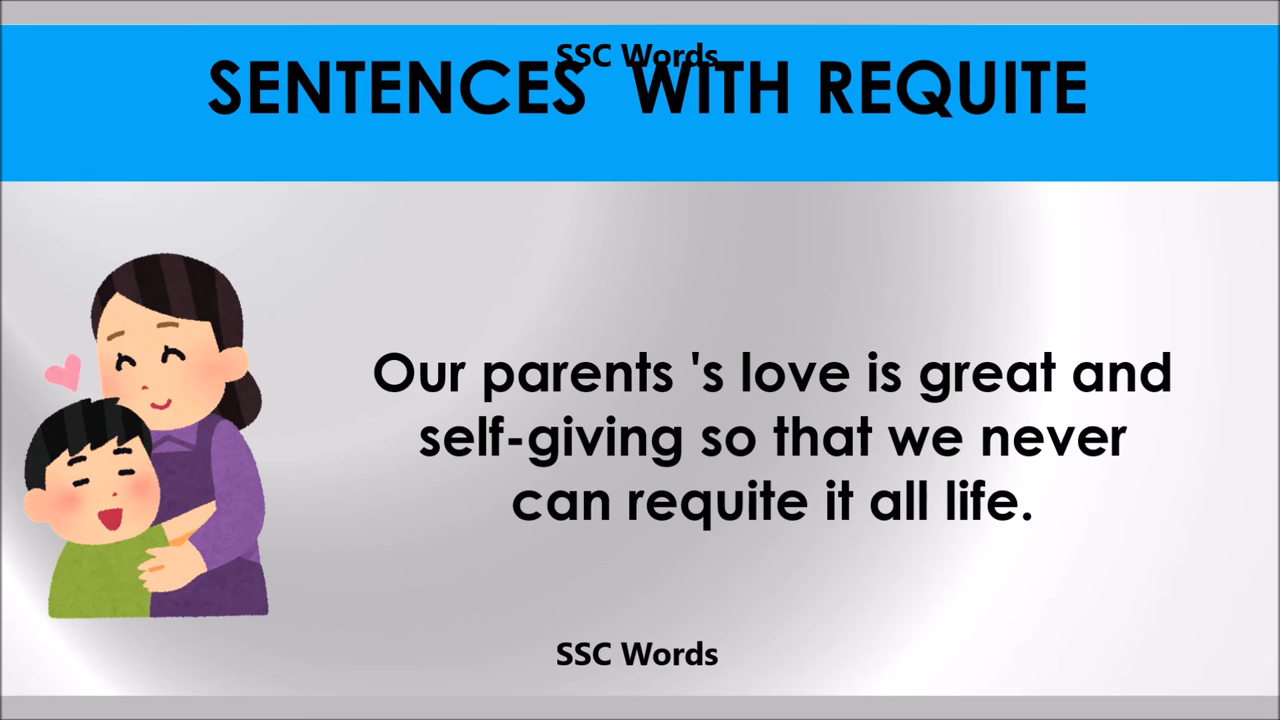 SSC Words
SENTENCES WITH REQUITE
Our parents 's love is great and
self-giving so that we never
can requite it all life.
SSC Words